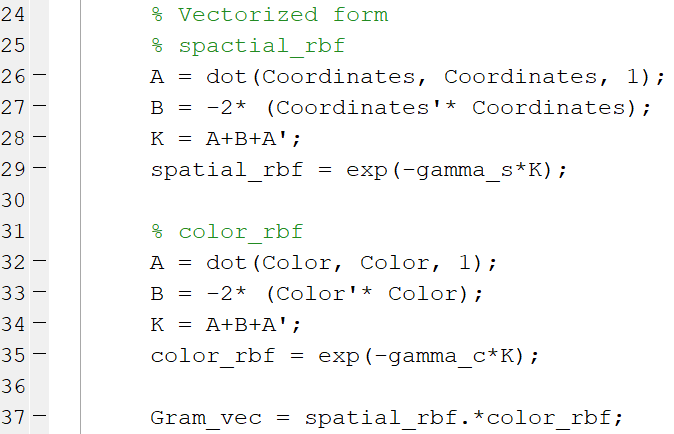 24 % Vectorized form
25 % spactial_rbf
26 – A = dot(Coordinates, Coordinates, 1);
27 – B = -2* (Coordinates'* Coordinates);
28 – K = A+B+A';
29 – spatial_rbf = exp(-gamma_s*K);
30
31 % color_rbf
32 – A = dot(Color, Color, 1);
33 – B = -2* (Color'* Color);
34 – K = A+B+A';
35 – color_rbf = exp(-gamma_c*K);
36
37 – Gram_vec = spatial_rbf.*color_rbf;